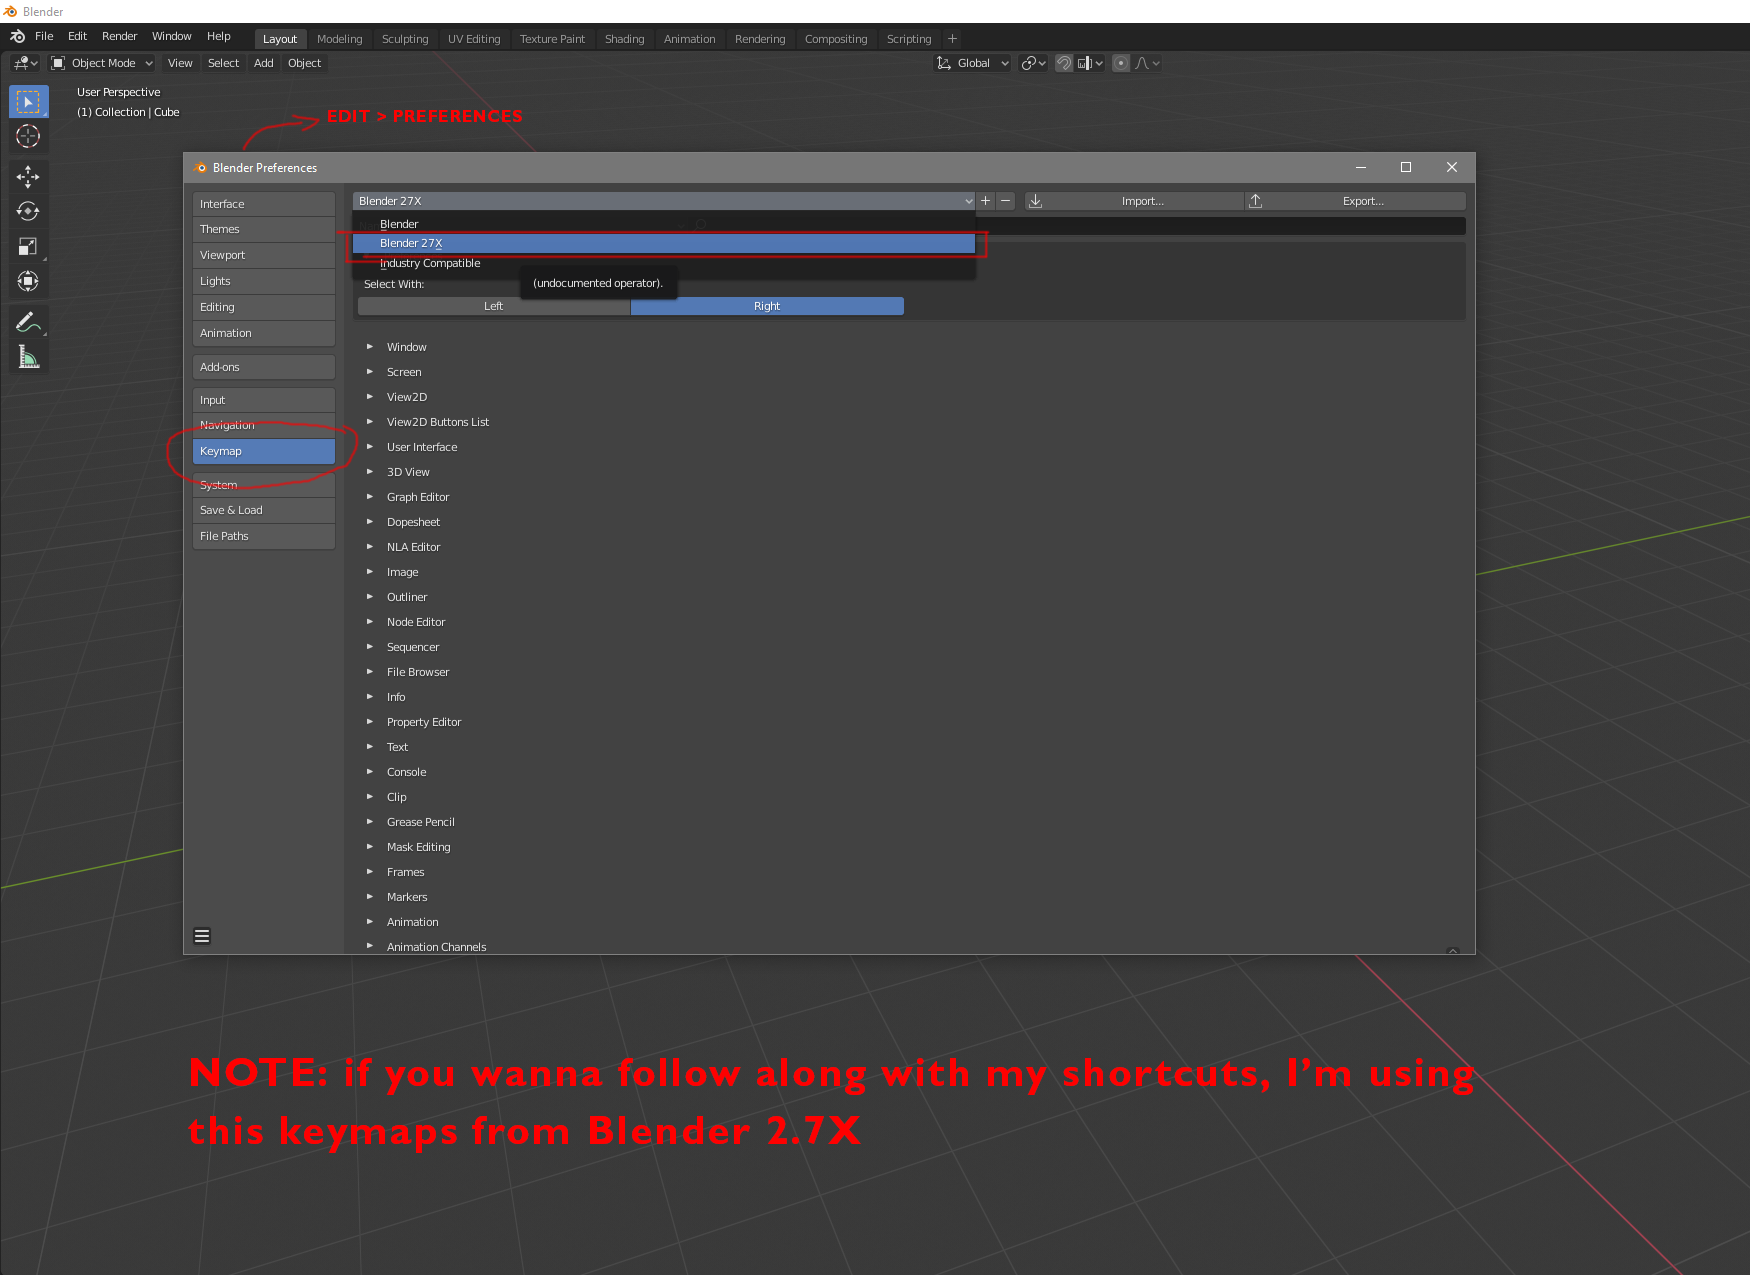 Blender
File Edit Render Window Help Layout Modeling Sculpting UV Editing Texture Paint Shading Animation Rendering Compositing Scripting
Object Mode View Select Add Object Global
User Perspective
(1) Collection | Cube
EDIT > PREFERENCES
Blender Preferences
Interface
Themes
Viewport
Lights
Editing
Animation
Add-ons
Input
Navigation
Keymap
System
Save & Load
File Paths
Blender 27X Import... Export...
Blender
Blender 27X
Industry Compatible
Select With:
(undocumented operator).
Left Right
Window
Screen
View2D
View2D Buttons List
User Interface
3D View
Graph Editor
Dopesheet
NLA Editor
Image
Outliner
Node Editor
Sequencer
File Browser
Info
Property Editor
Text
Console
Clip
Grease Pencil
Mask Editing
Frames
Markers
Animation
Animation Channels
NOTE: if you wanna follow along with my shortcuts, I'm using
this keymaps from Blender 2.7X